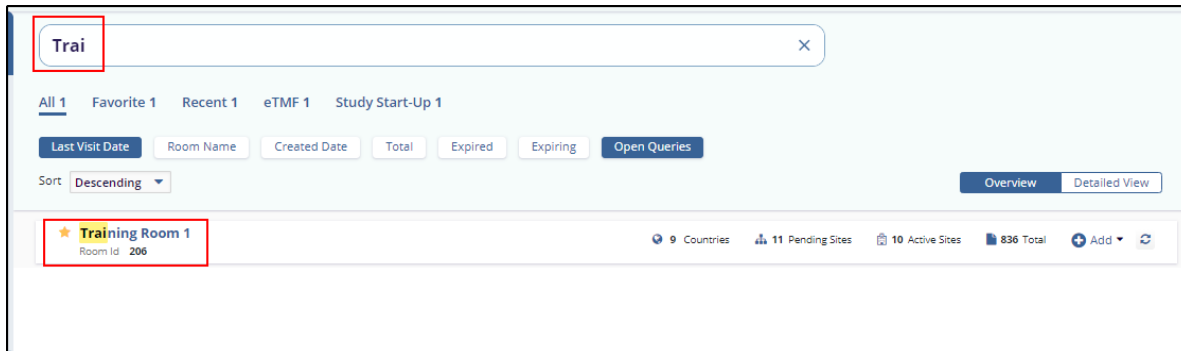 Trai
All 1 Favorite 1 Recent 1 eTMF 1 Study Start-Up 1
Last Visit Date Room Name Created Date Total Expired Expiring Open Queries
Sort Descending Overview Detailed View
Training Room 1
Room Id 206 9 Countries 11 Pending Sites 10 Active Sites 836 Total Add